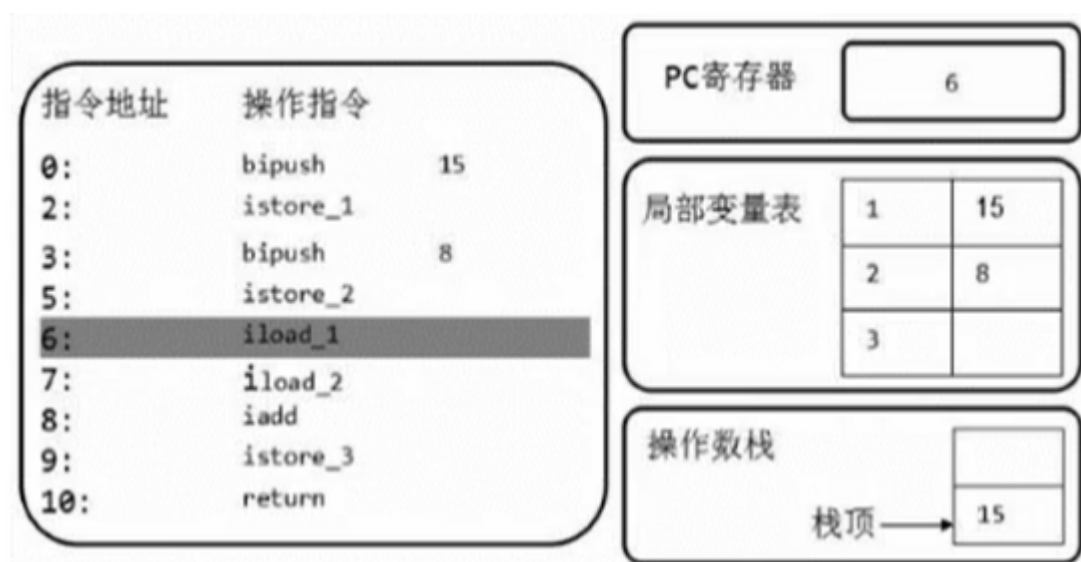 指令地址 操作指令
0: bipush 15
2: istore_1
3: bipush 8
5: istore_2
6: iload_1
7: iload_2
8: iadd
9: istore_3
10: return
PC寄存器 6
局部变量表 1 15
2 8
3
操作数栈
栈顶 15